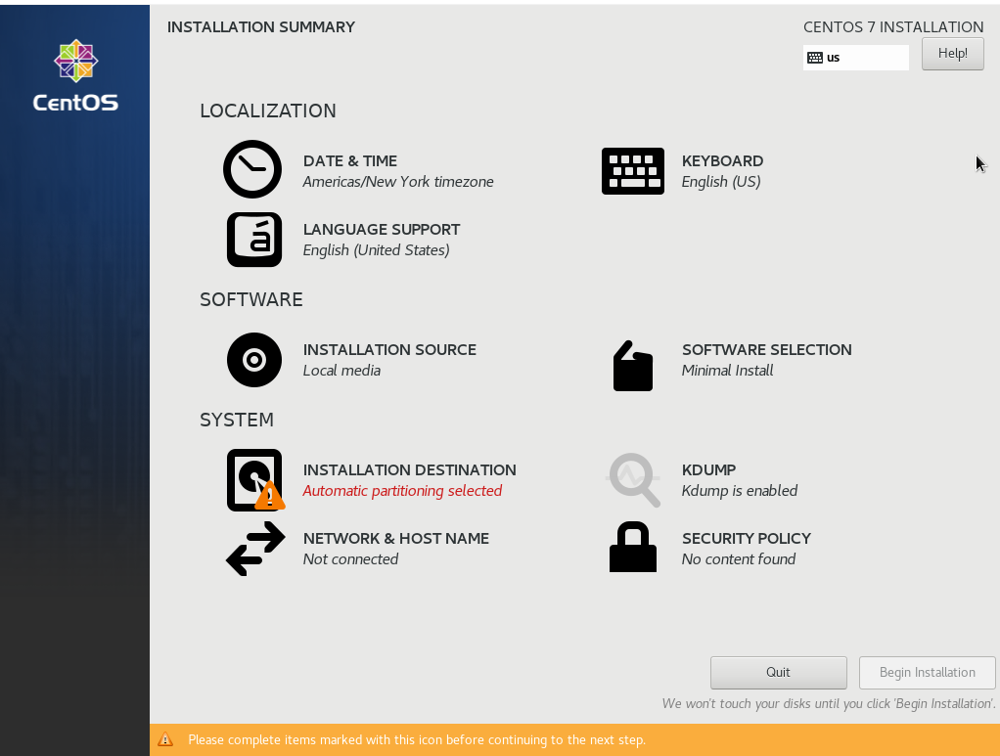 INSTALLATION SUMMARY
CENTOS 7 INSTALLATION
us
Help!
CentOS
LOCALIZATION
DATE & TIME
Americas/New York timezone
KEYBOARD
English (US)
á
LANGUAGE SUPPORT
English (United States)
SOFTWARE
INSTALLATION SOURCE
Local media
SOFTWARE SELECTION
Minimal Install
SYSTEM
INSTALLATION DESTINATION
Automatic partitioning selected
KDUMP
Kdump is enabled
NETWORK & HOST NAME
Not connected
SECURITY POLICY
No content found
Quit
Begin Installation
We won't touch your disks until you click 'Begin Installation'.
Please complete items marked with this icon before continuing to the next step.